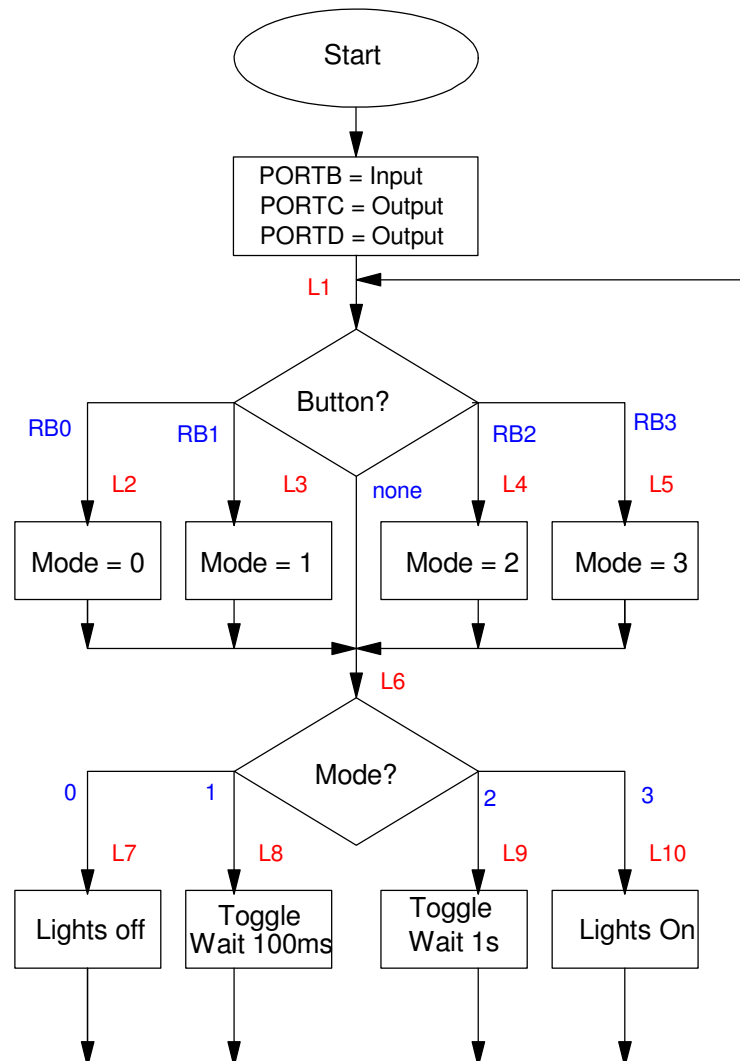 Start
PORTB = Input
PORTC = Output
PORTD = Output
L1
Button?
RB0
RB1
RB2
RB3
L2
L3
none
L4
L5
Mode = 0
Mode = 1
Mode = 2
Mode = 3
L6
Mode?
0
1
2
3
L7
L8
L9
L10
Lights off
Toggle
Wait 100ms
Toggle
Wait 1s
Lights On